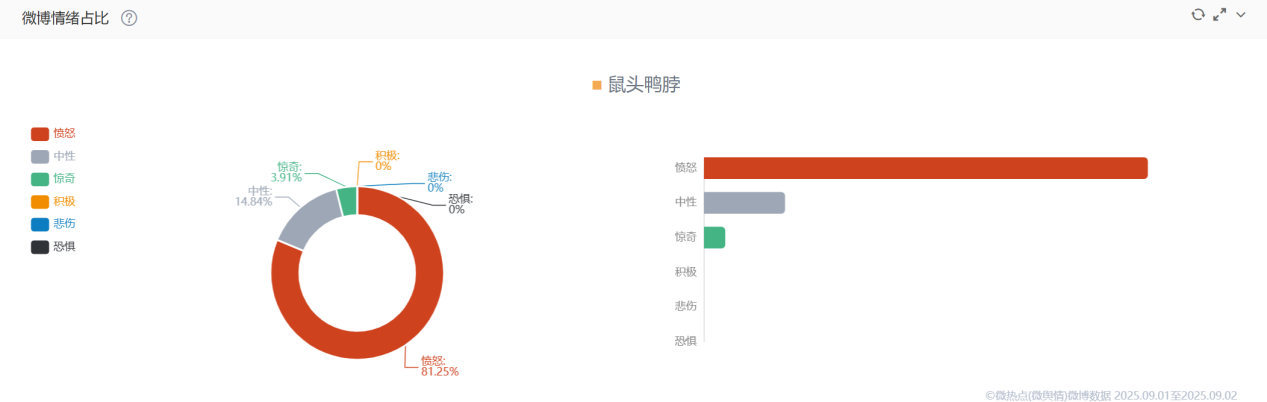 微博情绪占比 ?
鼠头鸭脖
愤怒
中性
惊奇
积极
悲伤
恐惧
积极:
0%
惊奇:
3.91%
悲伤:
0%
中性:
14.84%
恐惧:
0%
愤怒:
81.25%
愤怒
中性
惊奇
积极
悲伤
恐惧
©微热点(微舆情)微博数据 2025.09.01至2025.09.02